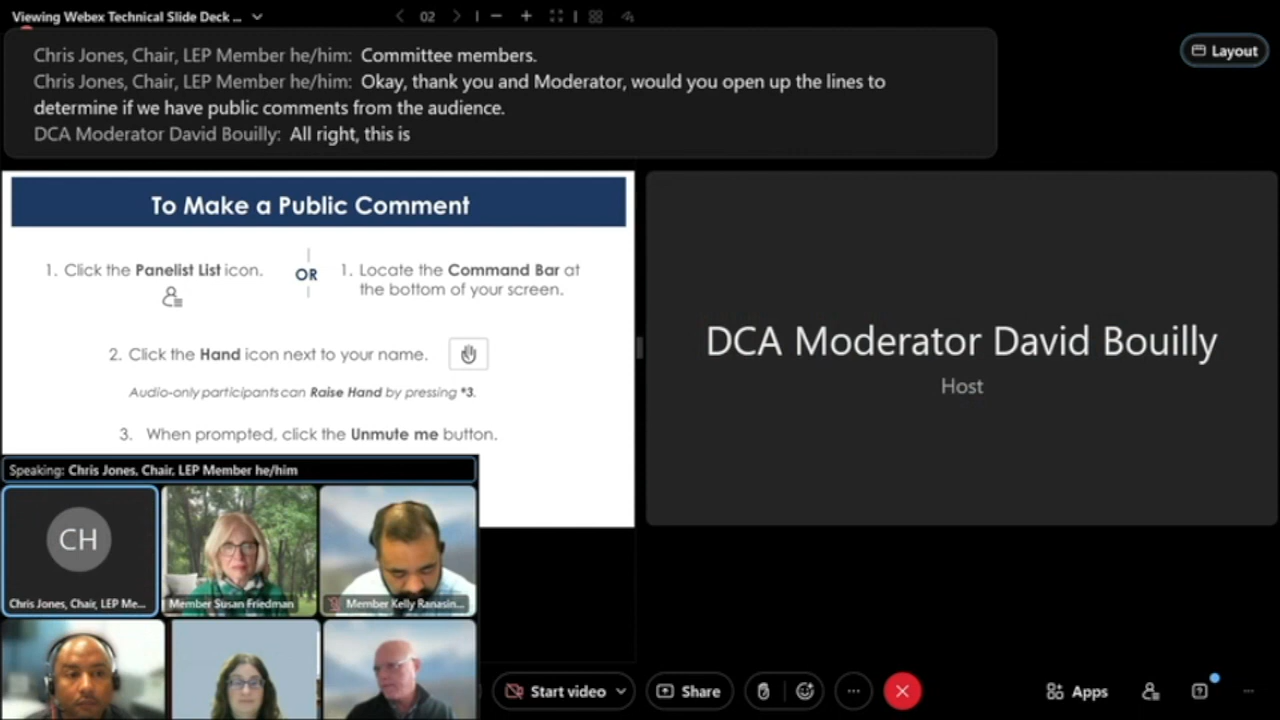 Viewing Webex Technical Slide Deck ...
02
Chris Jones, Chair, LEP Member he/him: Committee members.
Chris Jones, Chair, LEP Member he/him: Okay, thank you and Moderator, would you open up the lines to
determine if we have public comments from the audience.
DCA Moderator David Bouilly: All right, this is
Layout
To Make a Public Comment
1. Click the Panelist List icon.
OR
1. Locate the Command Bar at
the bottom of your screen.
2. Click the Hand icon next to your name.
Audio-only participants can Raise Hand by pressing *3.
3. When prompted, click the Unmute me button.
DCA Moderator David Bouilly
Host
Speaking: Chris Jones, Chair, LEP Member he/him
CH
Chris Jones, Chair, LEP Me...
Member Susan Friedman
Member Kelly Ranasin...
Start video
Share
Apps